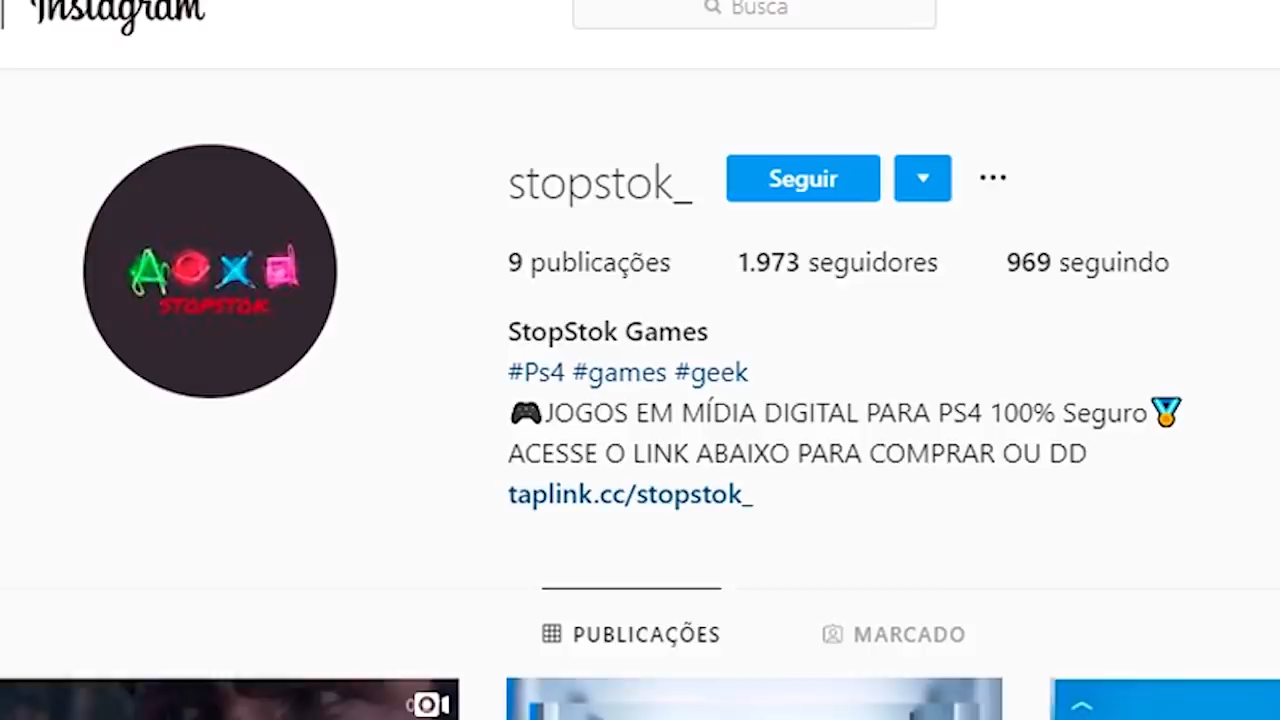 Instagram
Busca
stopstok_
Seguir
9 publicações 1.973 seguidores 969 seguindo
STOPSTOK
StopStok Games
#Ps4 #games #geek
🎮JOGOS EM MÍDIA DIGITAL PARA PS4 100% Seguro🏅
ACESSE O LINK ABAIXO PARA COMPRAR OU DD
taplink.cc/stopstok_
PUBLICAÇÕES MARCADO